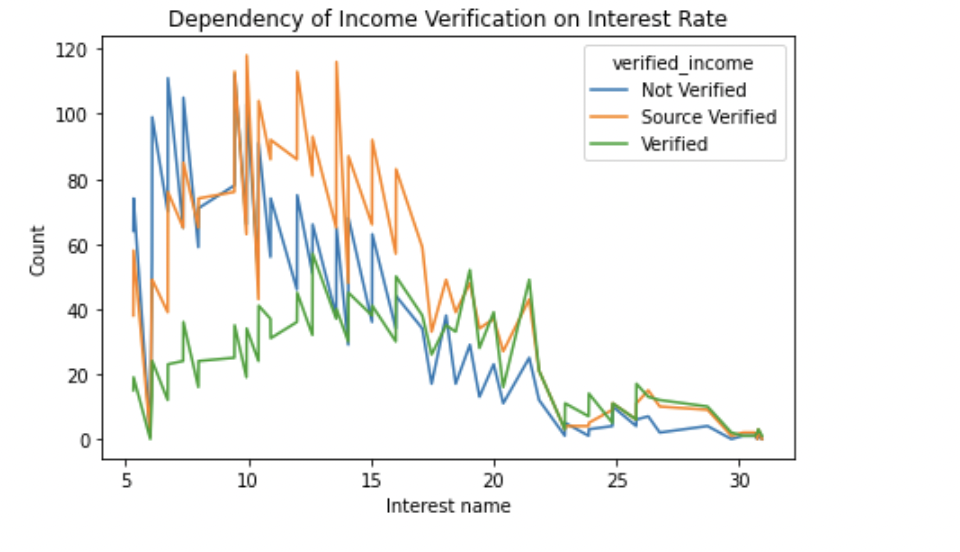 Dependency of Income Verification on Interest Rate
120
100
80
60
40
20
0
Count
verified_income
Not Verified
Source Verified
Verified
5 10 15 20 25 30
Interest name